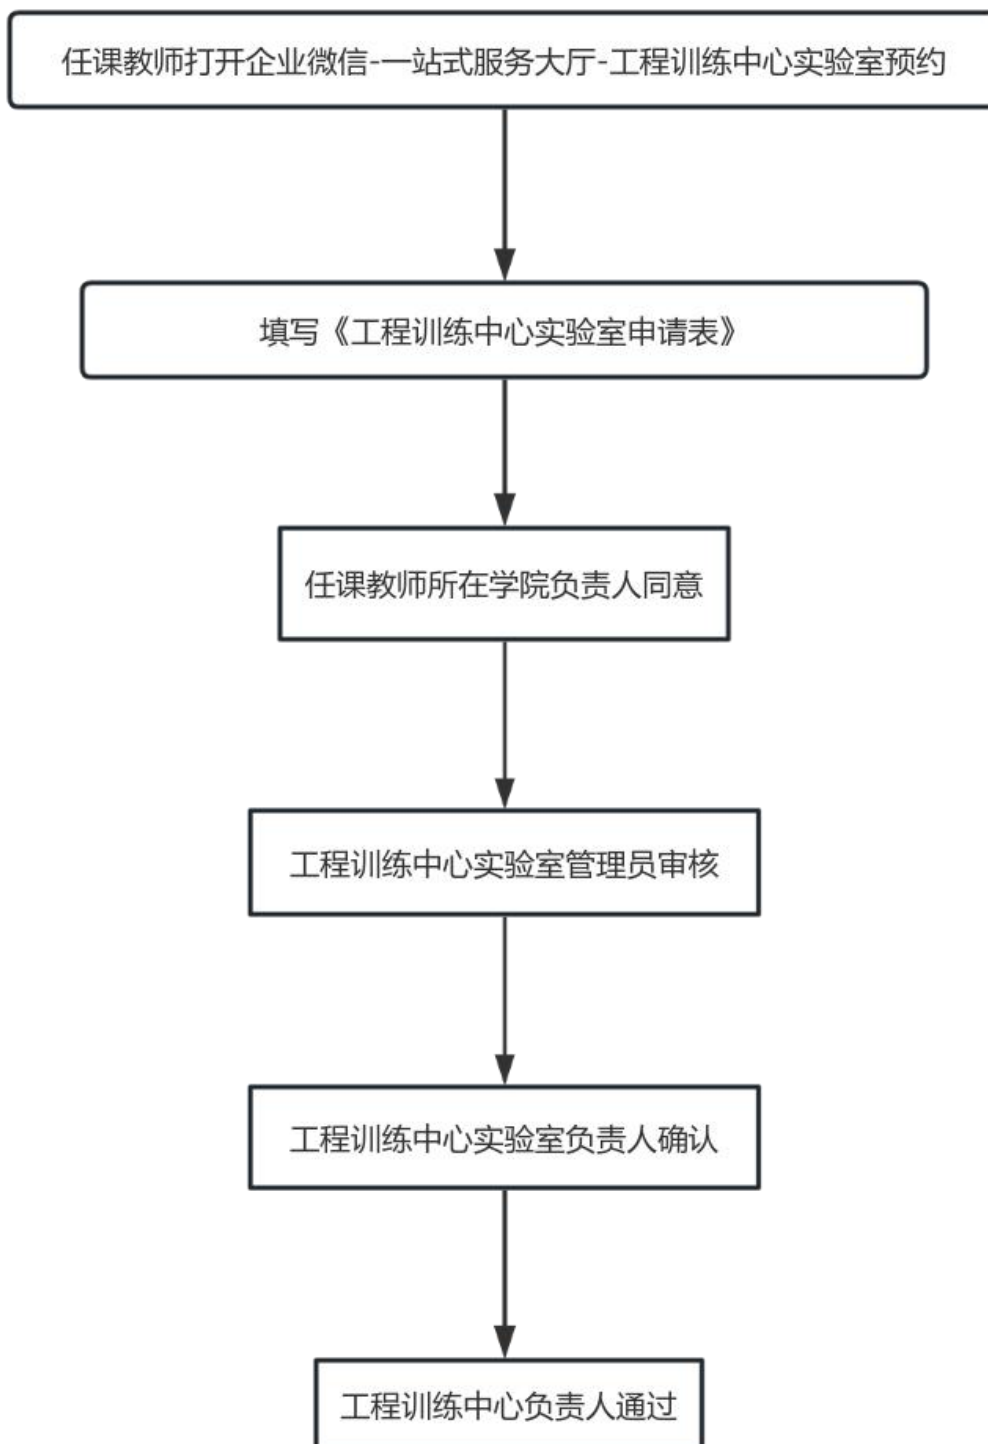 任课教师打开企业微信-一站式服务大厅-工程训练中心实验室预约
填写《工程训练中心实验室申请表》
任课教师所在学院负责人同意
工程训练中心实验室管理员审核
工程训练中心实验室负责人确认
工程训练中心负责人通过